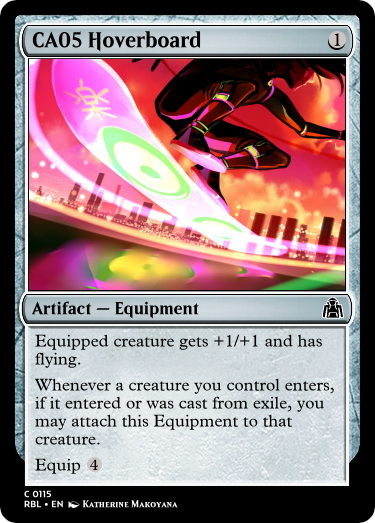 CA05 Hoverboard
1
楽
Artifact — Equipment
Equipped creature gets +1/+1 and has
flying.
Whenever a creature you control enters,
if it entered or was cast from exile, you
may attach this Equipment to that
creature.
Equip 4
C 0115
RBL • EN Katherine Makoyana